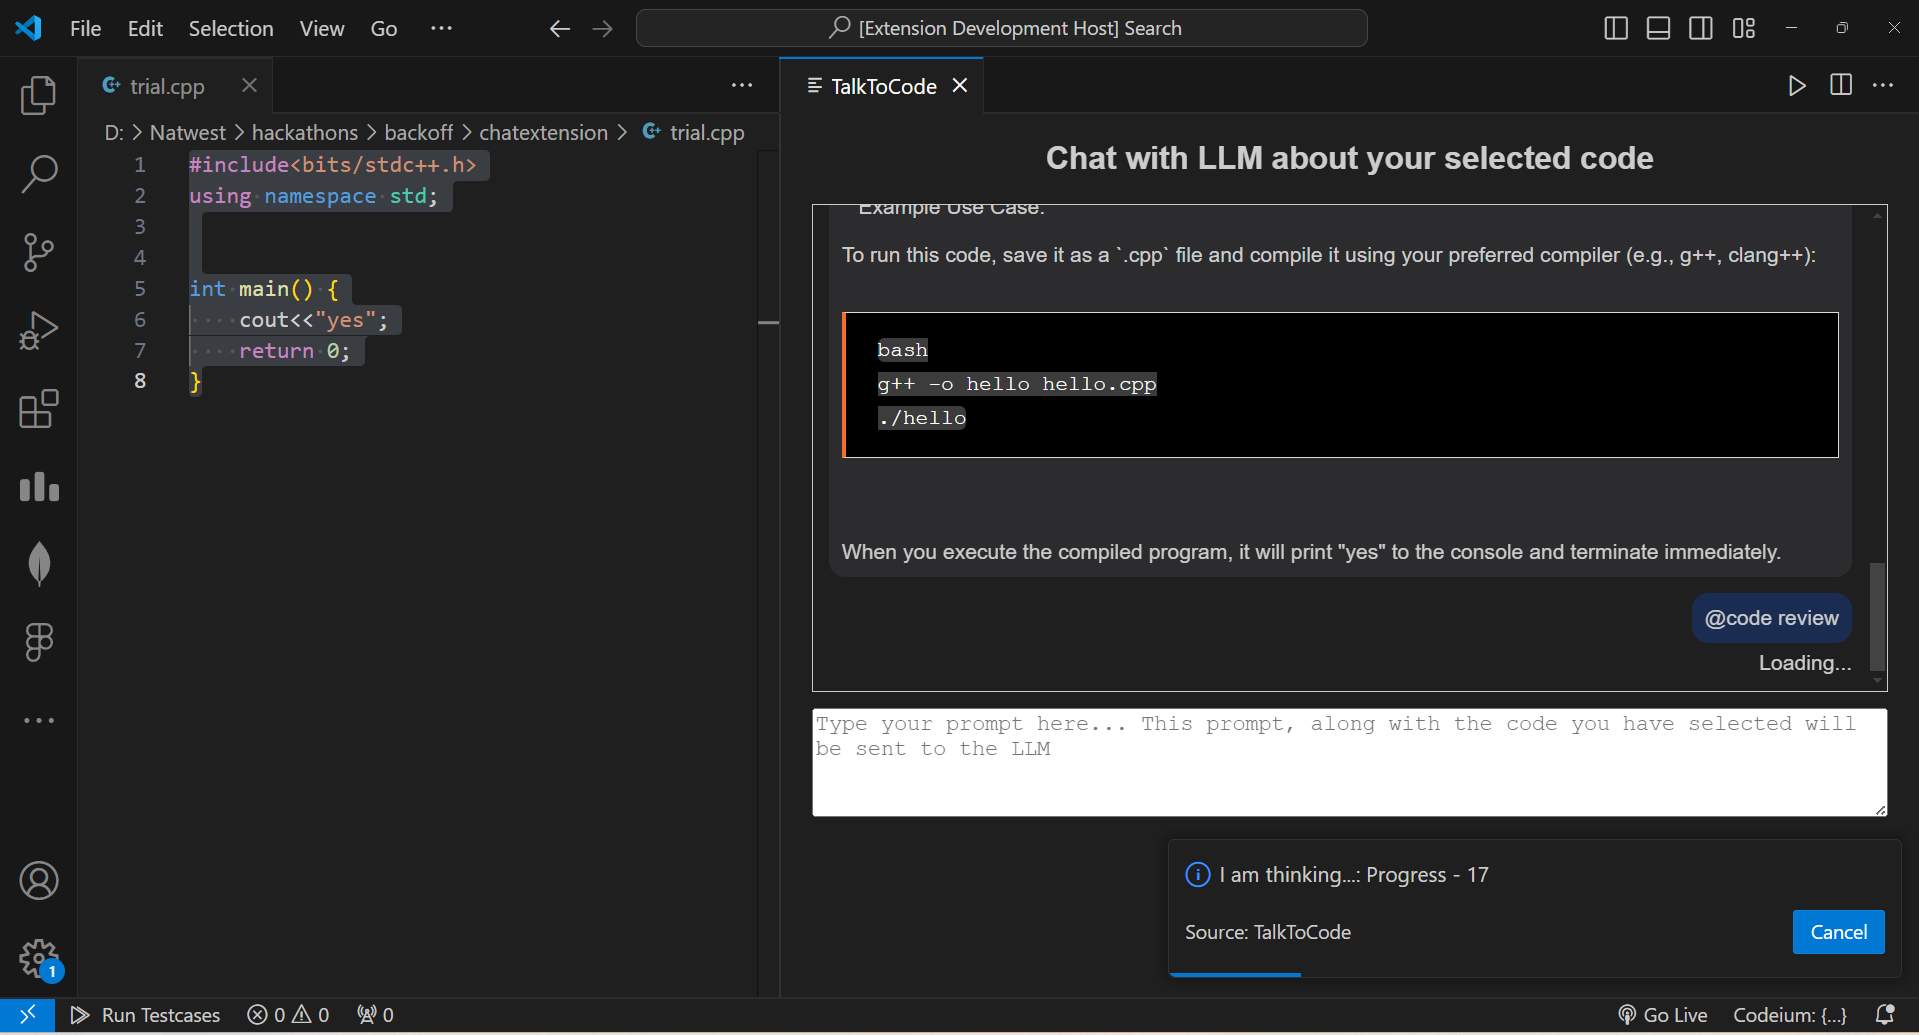 File Edit Selection View Go ···
[Extension Development Host] Search
trial.cpp
TalkToCode
D: > Natwest > hackathons > backoff > chatextension > trial.cpp
1 #include<bits/stdc++.h>
2 using namespace std;
3
4
5 int main() {
6 cout<<"yes";
7 return 0;
8 }
Chat with LLM about your selected code
Example Use Case:
To run this code, save it as a `.cpp` file and compile it using your preferred compiler (e.g., g++, clang++):
bash
g++ -o hello hello.cpp
./hello
When you execute the compiled program, it will print "yes" to the console and terminate immediately.
@code review
Loading...
Type your prompt here... This prompt, along with the code you have selected will
be sent to the LLM
I am thinking...: Progress - 17
Source: TalkToCode
Cancel
1
Run Testcases 0 0 0
Go Live Codeium: {...}